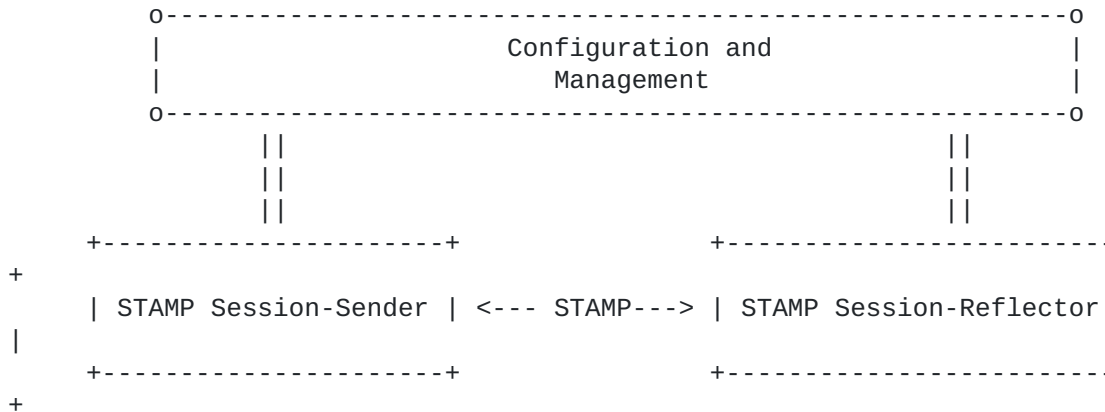 o----------------------------------------------------------o
|                      Configuration and                   |
|                         Management                       |
o----------------------------------------------------------o
||                                          ||
||                                          ||
||                                          ||
+----------------------+                +-------------------------
+
| STAMP Session-Sender | <--- STAMP---> | STAMP Session-Reflector
|
+----------------------+                +-------------------------
+